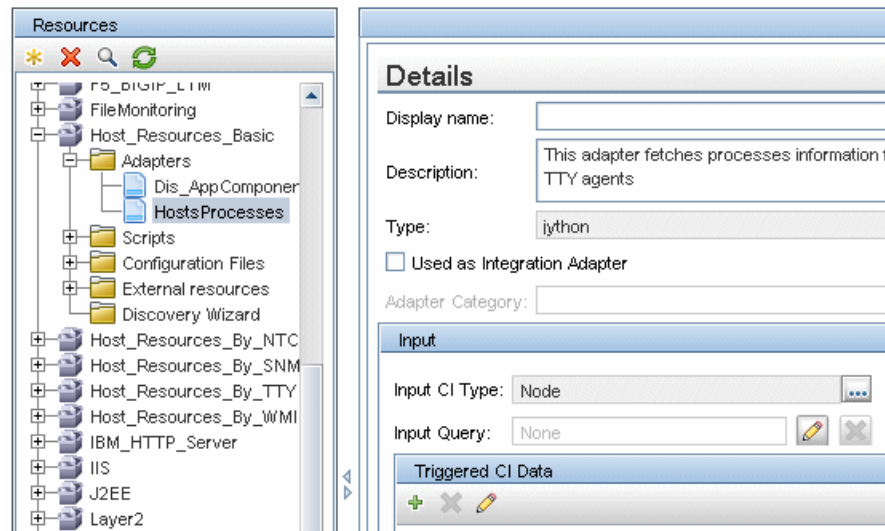 Resources
F5_BIGIP_LTM
FileMonitoring
Host_Resources_Basic
Adapters
Dis_AppComponen
HostsProcesses
Scripts
Configuration Files
External resources
Discovery Wizard
Host_Resources_By_NTC
Host_Resources_By_SNM
Host_Resources_By_TTY
Host_Resources_By_WMI
IBM_HTTP_Server
IIS
J2EE
Layer2
Details
Display name:
Description:
This adapter fetches processes information f
TTY agents
Type:
jython
Used as Integration Adapter
Adapter Category:
Input
Input CI Type:
Node
...
Input Query:
None
Triggered CI Data